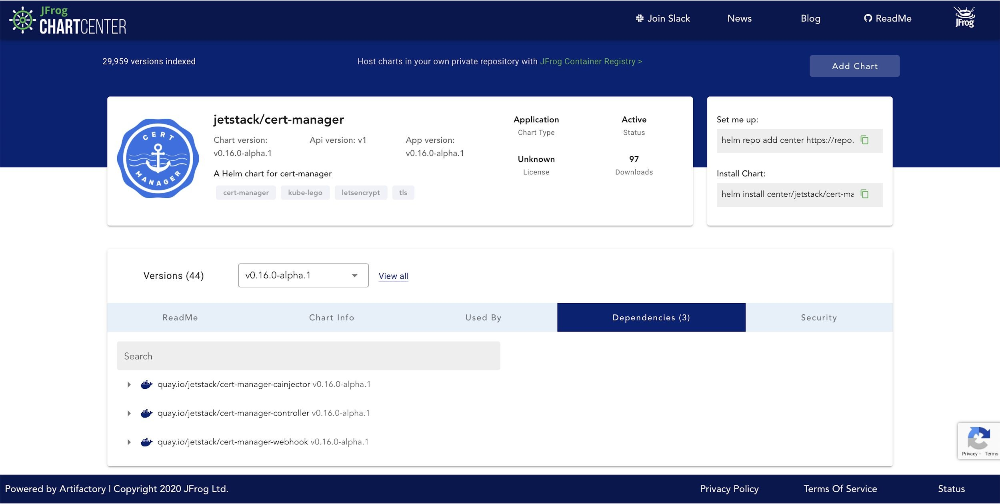 JFrog
CHARTCENTER
Join Slack
News
Blog
ReadMe
JFrog
29,959 versions indexed
Host charts in your own private repository with JFrog Container Registry >
Add Chart
CERT
MANAGER
jetstack/cert-manager
Chart version:
v0.16.0-alpha.1
Api version: v1
App version:
v0.16.0-alpha.1
A Helm chart for cert-manager
cert-manager
kube-lego
letsencrypt
tls
Application
Chart Type
Active
Status
Unknown
License
97
Downloads
Set me up:
helm repo add center https://repo.
Install Chart:
helm install center/jetstack/cert-ma
Versions (44)
v0.16.0-alpha.1
View all
ReadMe
Chart Info
Used By
Dependencies (3)
Security
Search
quay.io/jetstack/cert-manager-cainjector v0.16.0-alpha.1
quay.io/jetstack/cert-manager-controller v0.16.0-alpha.1
quay.io/jetstack/cert-manager-webhook v0.16.0-alpha.1
Privacy - Terms
Powered by Artifactory | Copyright 2020 JFrog Ltd.
Privacy Policy
Terms Of Service
Status